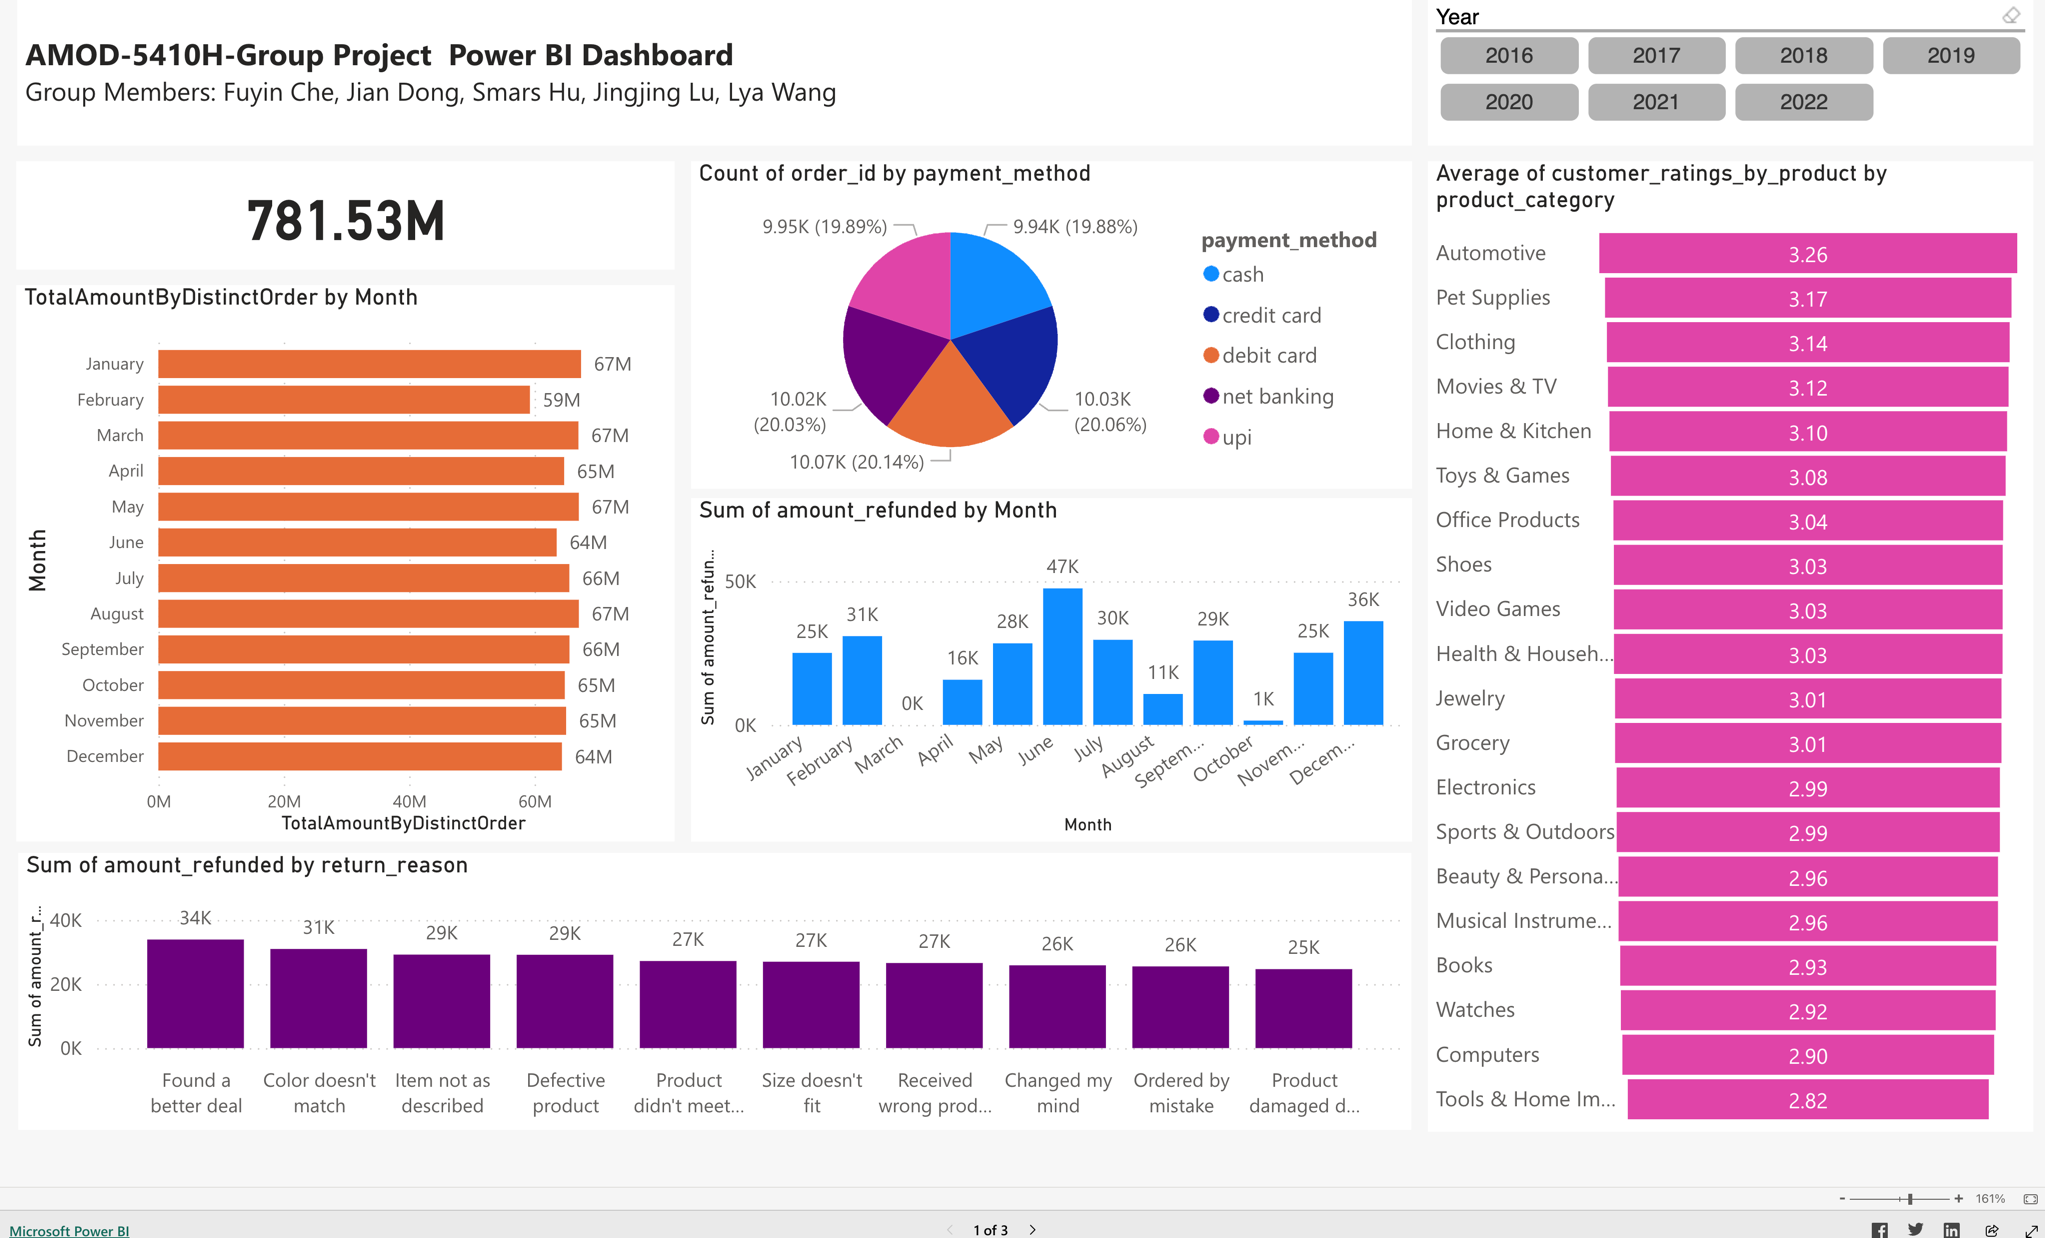 AMOD-5410H-Group Project  Power BI Dashboard
Group Members: Fuyin Che, Jian Dong, Smars Hu, Jingjing Lu, Lya Wang
Year
2016 2017 2018 2019
2020 2021 2022
781.53M
TotalAmountByDistinctOrder by Month
Month
January 67M
February 59M
March 67M
April 65M
May 67M
June 64M
July 66M
August 67M
September 66M
October 65M
November 65M
December 64M
0M 20M 40M 60M
TotalAmountByDistinctOrder
Count of order_id by payment_method
9.95K (19.89%) 9.94K (19.88%)
10.02K
(20.03%)
10.03K
(20.06%)
10.07K (20.14%)
payment_method
cash
credit card
debit card
net banking
upi
Sum of amount_refunded by Month
Sum of amount_refun...
50K
0K
25K 31K 0K 16K 28K 47K 30K 11K 29K 1K 25K 36K
January February March April May June July August Septem... October Novem... Decem...
Month
Sum of amount_refunded by return_reason
Sum of amount_r...
40K
20K
0K
34K 31K 29K 29K 27K 27K 27K 26K 26K 25K
Found a
better deal
Color doesn't
match
Item not as
described
Defective
product
Product
didn't meet...
Size doesn't
fit
Received
wrong prod...
Changed my
mind
Ordered by
mistake
Product
damaged d...
Average of customer_ratings_by_product by
product_category
Automotive 3.26
Pet Supplies 3.17
Clothing 3.14
Movies & TV 3.12
Home & Kitchen 3.10
Toys & Games 3.08
Office Products 3.04
Shoes 3.03
Video Games 3.03
Health & Househ... 3.03
Jewelry 3.01
Grocery 3.01
Electronics 2.99
Sports & Outdoors 2.99
Beauty & Persona... 2.96
Musical Instrume... 2.96
Books 2.93
Watches 2.92
Computers 2.90
Tools & Home Im... 2.82
- + 161%
Microsoft Power BI
1 of 3